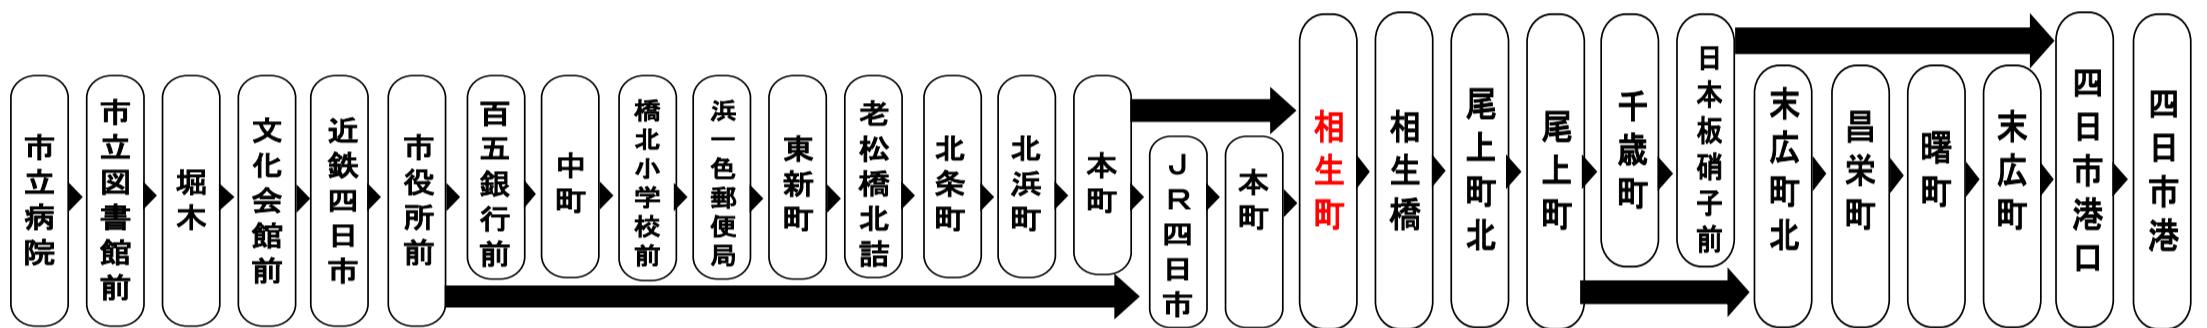 市立病院
市立図書館前
堀木
文化会館前
近鉄四日市
市役所前
百五銀行前
中町
橋北小学校前
浜一色郵便局
東新町
老松橋北詰
北条町
北浜町
本町
JR四日市
本町
相生町
相生橋
尾上町北
尾上町
千歳町
日本板硝子前
末広町北
昌栄町
曙町
末広町
四日市港口
四日市港